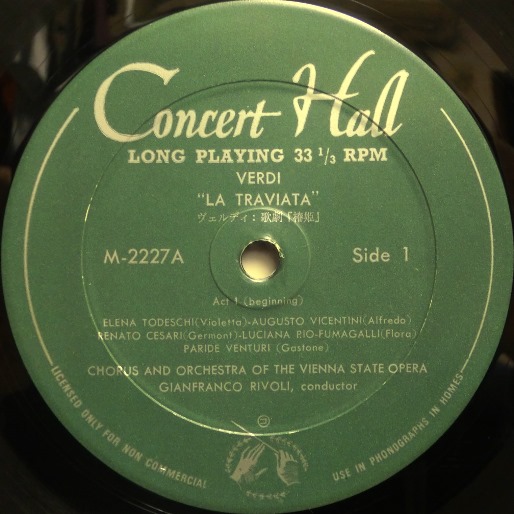 Concert Hall
LONG PLAYING 33 1/3 RPM
VERDI
"LA TRAVIATA"
ヴェルディ:歌劇『椿姫』
M-2227A
Side 1
Act 1 (beginning)
ELENA TODESCHI(Violetta)-AUGUSTO VICENTINI(Alfredo)
RENATO CESARI(Germont)-LUCIANA RIO-FUMAGALLI(Flora)
PARIDE VENTURI (Gastone)
CHORUS AND ORCHESTRA OF THE VIENNA STATE OPERA
GIANFRANCO RIVOLI, conductor
LICENSED ONLY FOR NON COMMERCIAL
USE IN PHONOGRAPHS IN HOMES